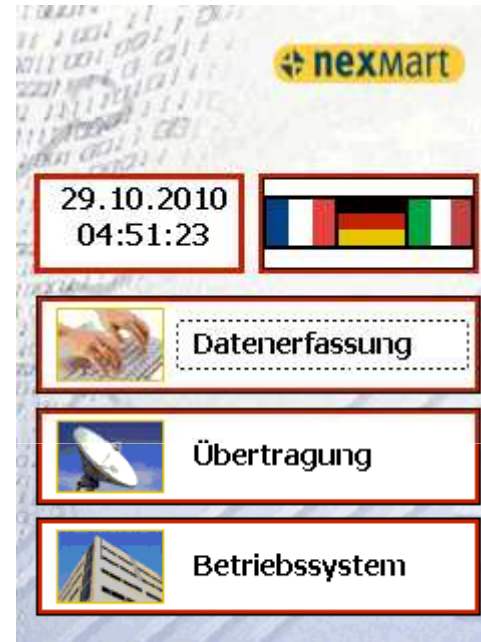 nexmart
29.10.2010
04:51:23
Datenerfassung
Übertragung
Betriebssystem